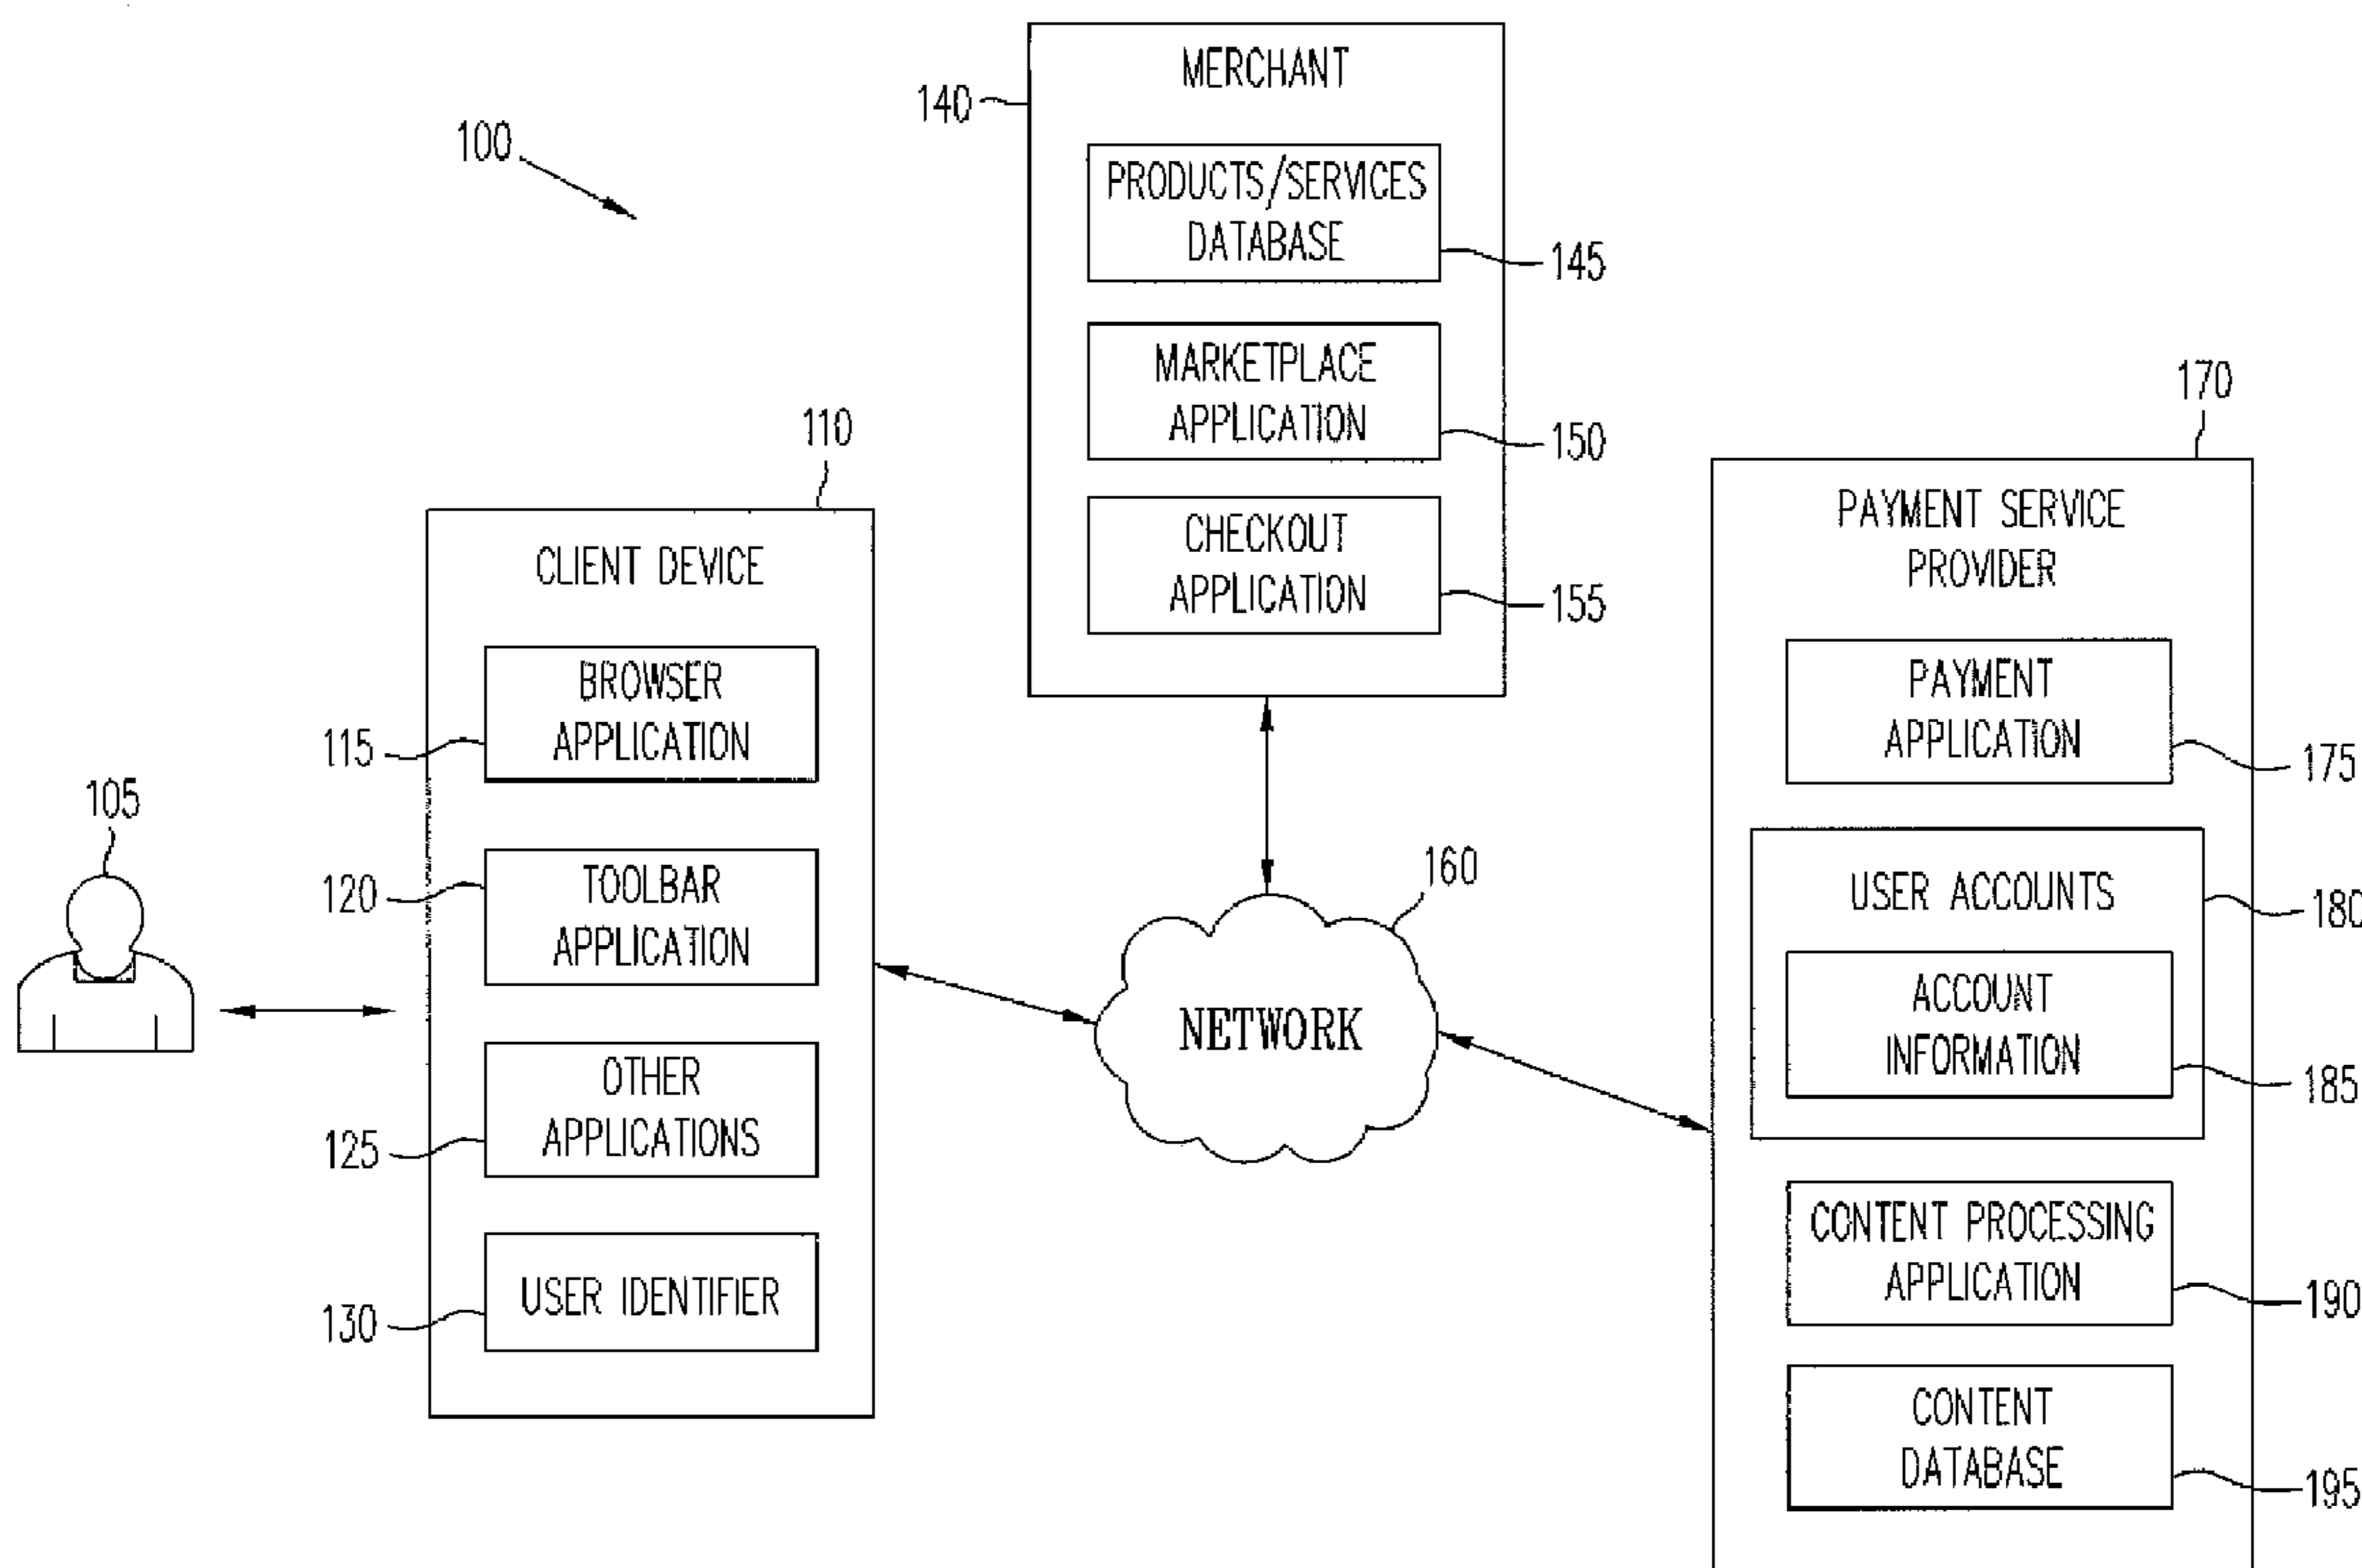 100
140
MERCHANT
PRODUCTS/SERVICES
DATABASE
145
MARKETPLACE
APPLICATION
150
CHECKOUT
APPLICATION
155
105
110
CLIENT DEVICE
BROWSER
APPLICATION
115
TOOLBAR
APPLICATION
120
OTHER
APPLICATIONS
125
USER IDENTIFIER
130
160
NETWORK
170
PAYMENT SERVICE
PROVIDER
PAYMENT
APPLICATION
175
USER ACCOUNTS
180
ACCOUNT
INFORMATION
185
CONTENT PROCESSING
APPLICATION
190
CONTENT
DATABASE
195